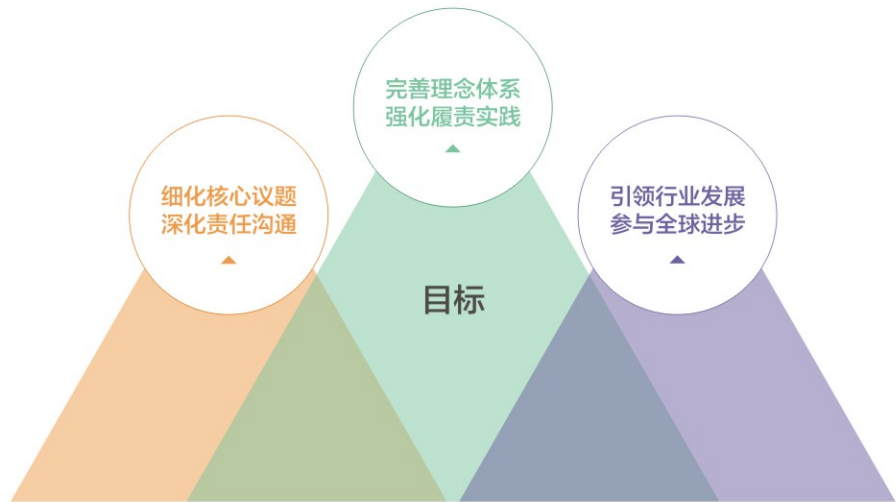 完善理念体系
强化履责实践
细化核心议题
深化责任沟通
引领行业发展
参与全球进步
目标